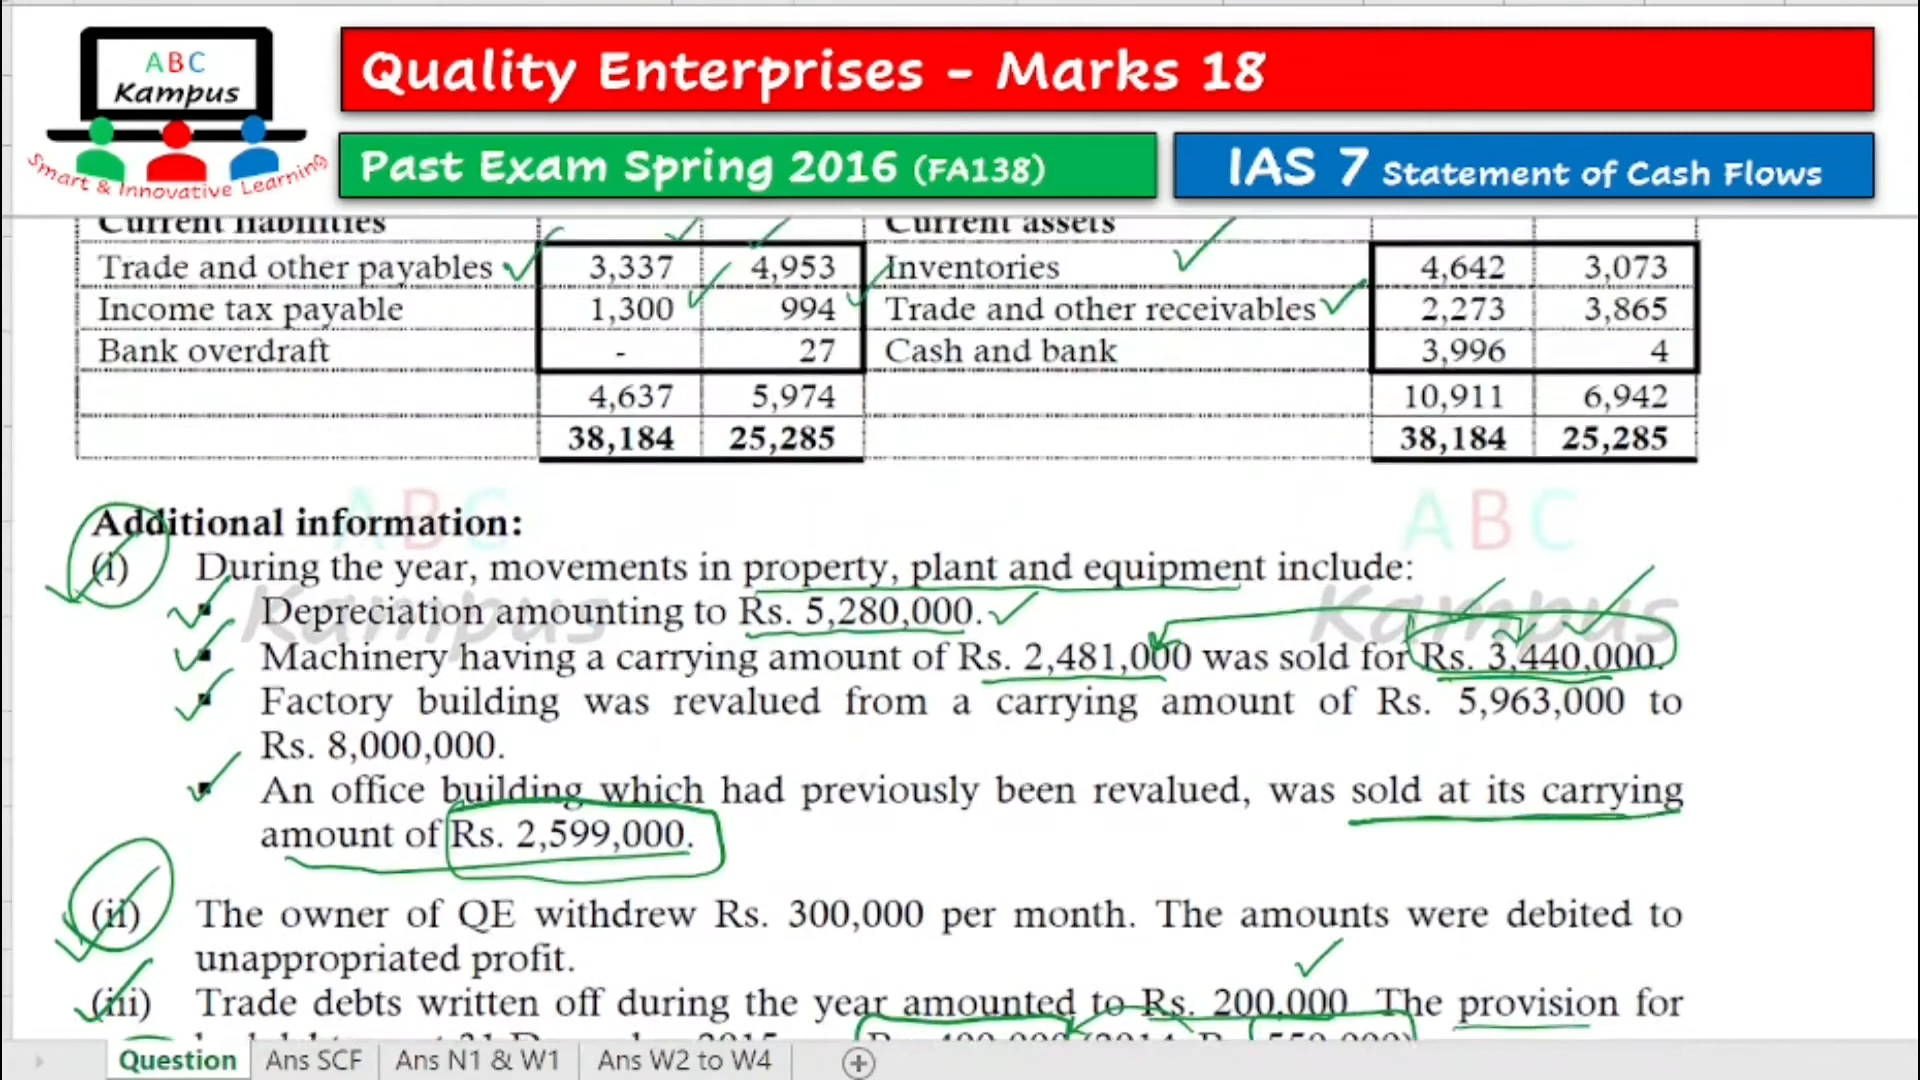 ABC
Kampus
Smart & Innovative Learning
Quality Enterprises - Marks 18
Past Exam Spring 2016 (FA138)
IAS 7 Statement of Cash Flows
Current liabilities Current assets
Trade and other payables 3,337 4,953 Inventories 4,642 3,073
Income tax payable 1,300 994 Trade and other receivables 2,273 3,865
Bank overdraft - 27 Cash and bank 3,996 4
4,637 5,974 10,911 6,942
38,184 25,285 38,184 25,285
ABC Kampus
ABC Kampus
Additional information:
(i) During the year, movements in property, plant and equipment include:
▪ Depreciation amounting to Rs. 5,280,000.
▪ Machinery having a carrying amount of Rs. 2,481,000 was sold for Rs. 3,440,000.
▪ Factory building was revalued from a carrying amount of Rs. 5,963,000 to
Rs. 8,000,000.
▪ An office building which had previously been revalued, was sold at its carrying
amount of Rs. 2,599,000.
(ii) The owner of QE withdrew Rs. 300,000 per month. The amounts were debited to
unappropriated profit.
(iii) Trade debts written off during the year amounted to Rs. 200,000. The provision for
Question Ans SCF Ans N1 & W1 Ans W2 to W4